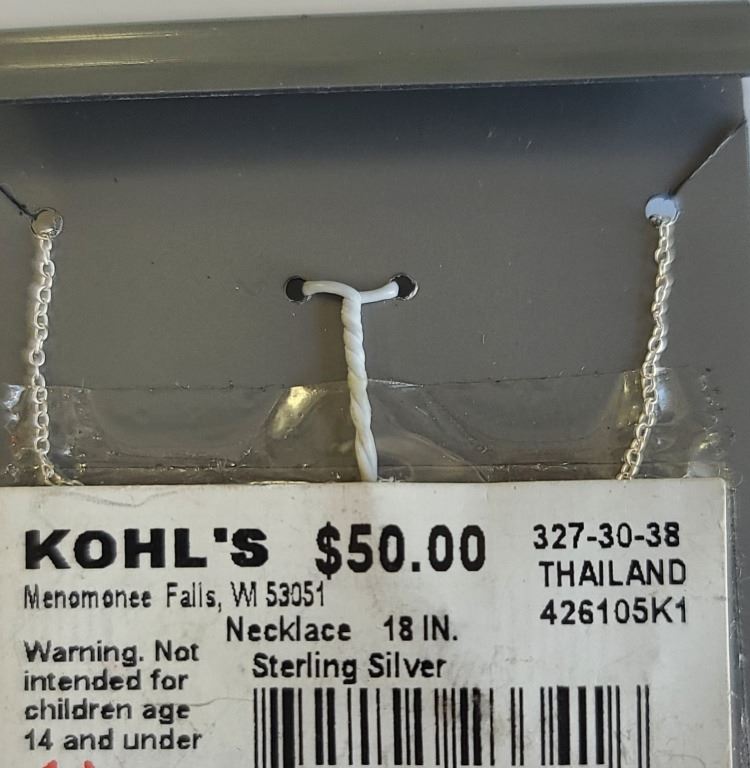 KOHL'S $50.00 327-30-38
THAILAND
Menomonee Falls, WI 53051 426105K1
Necklace 18 IN.
Sterling Silver
Warning. Not
intended for
children age
14 and under